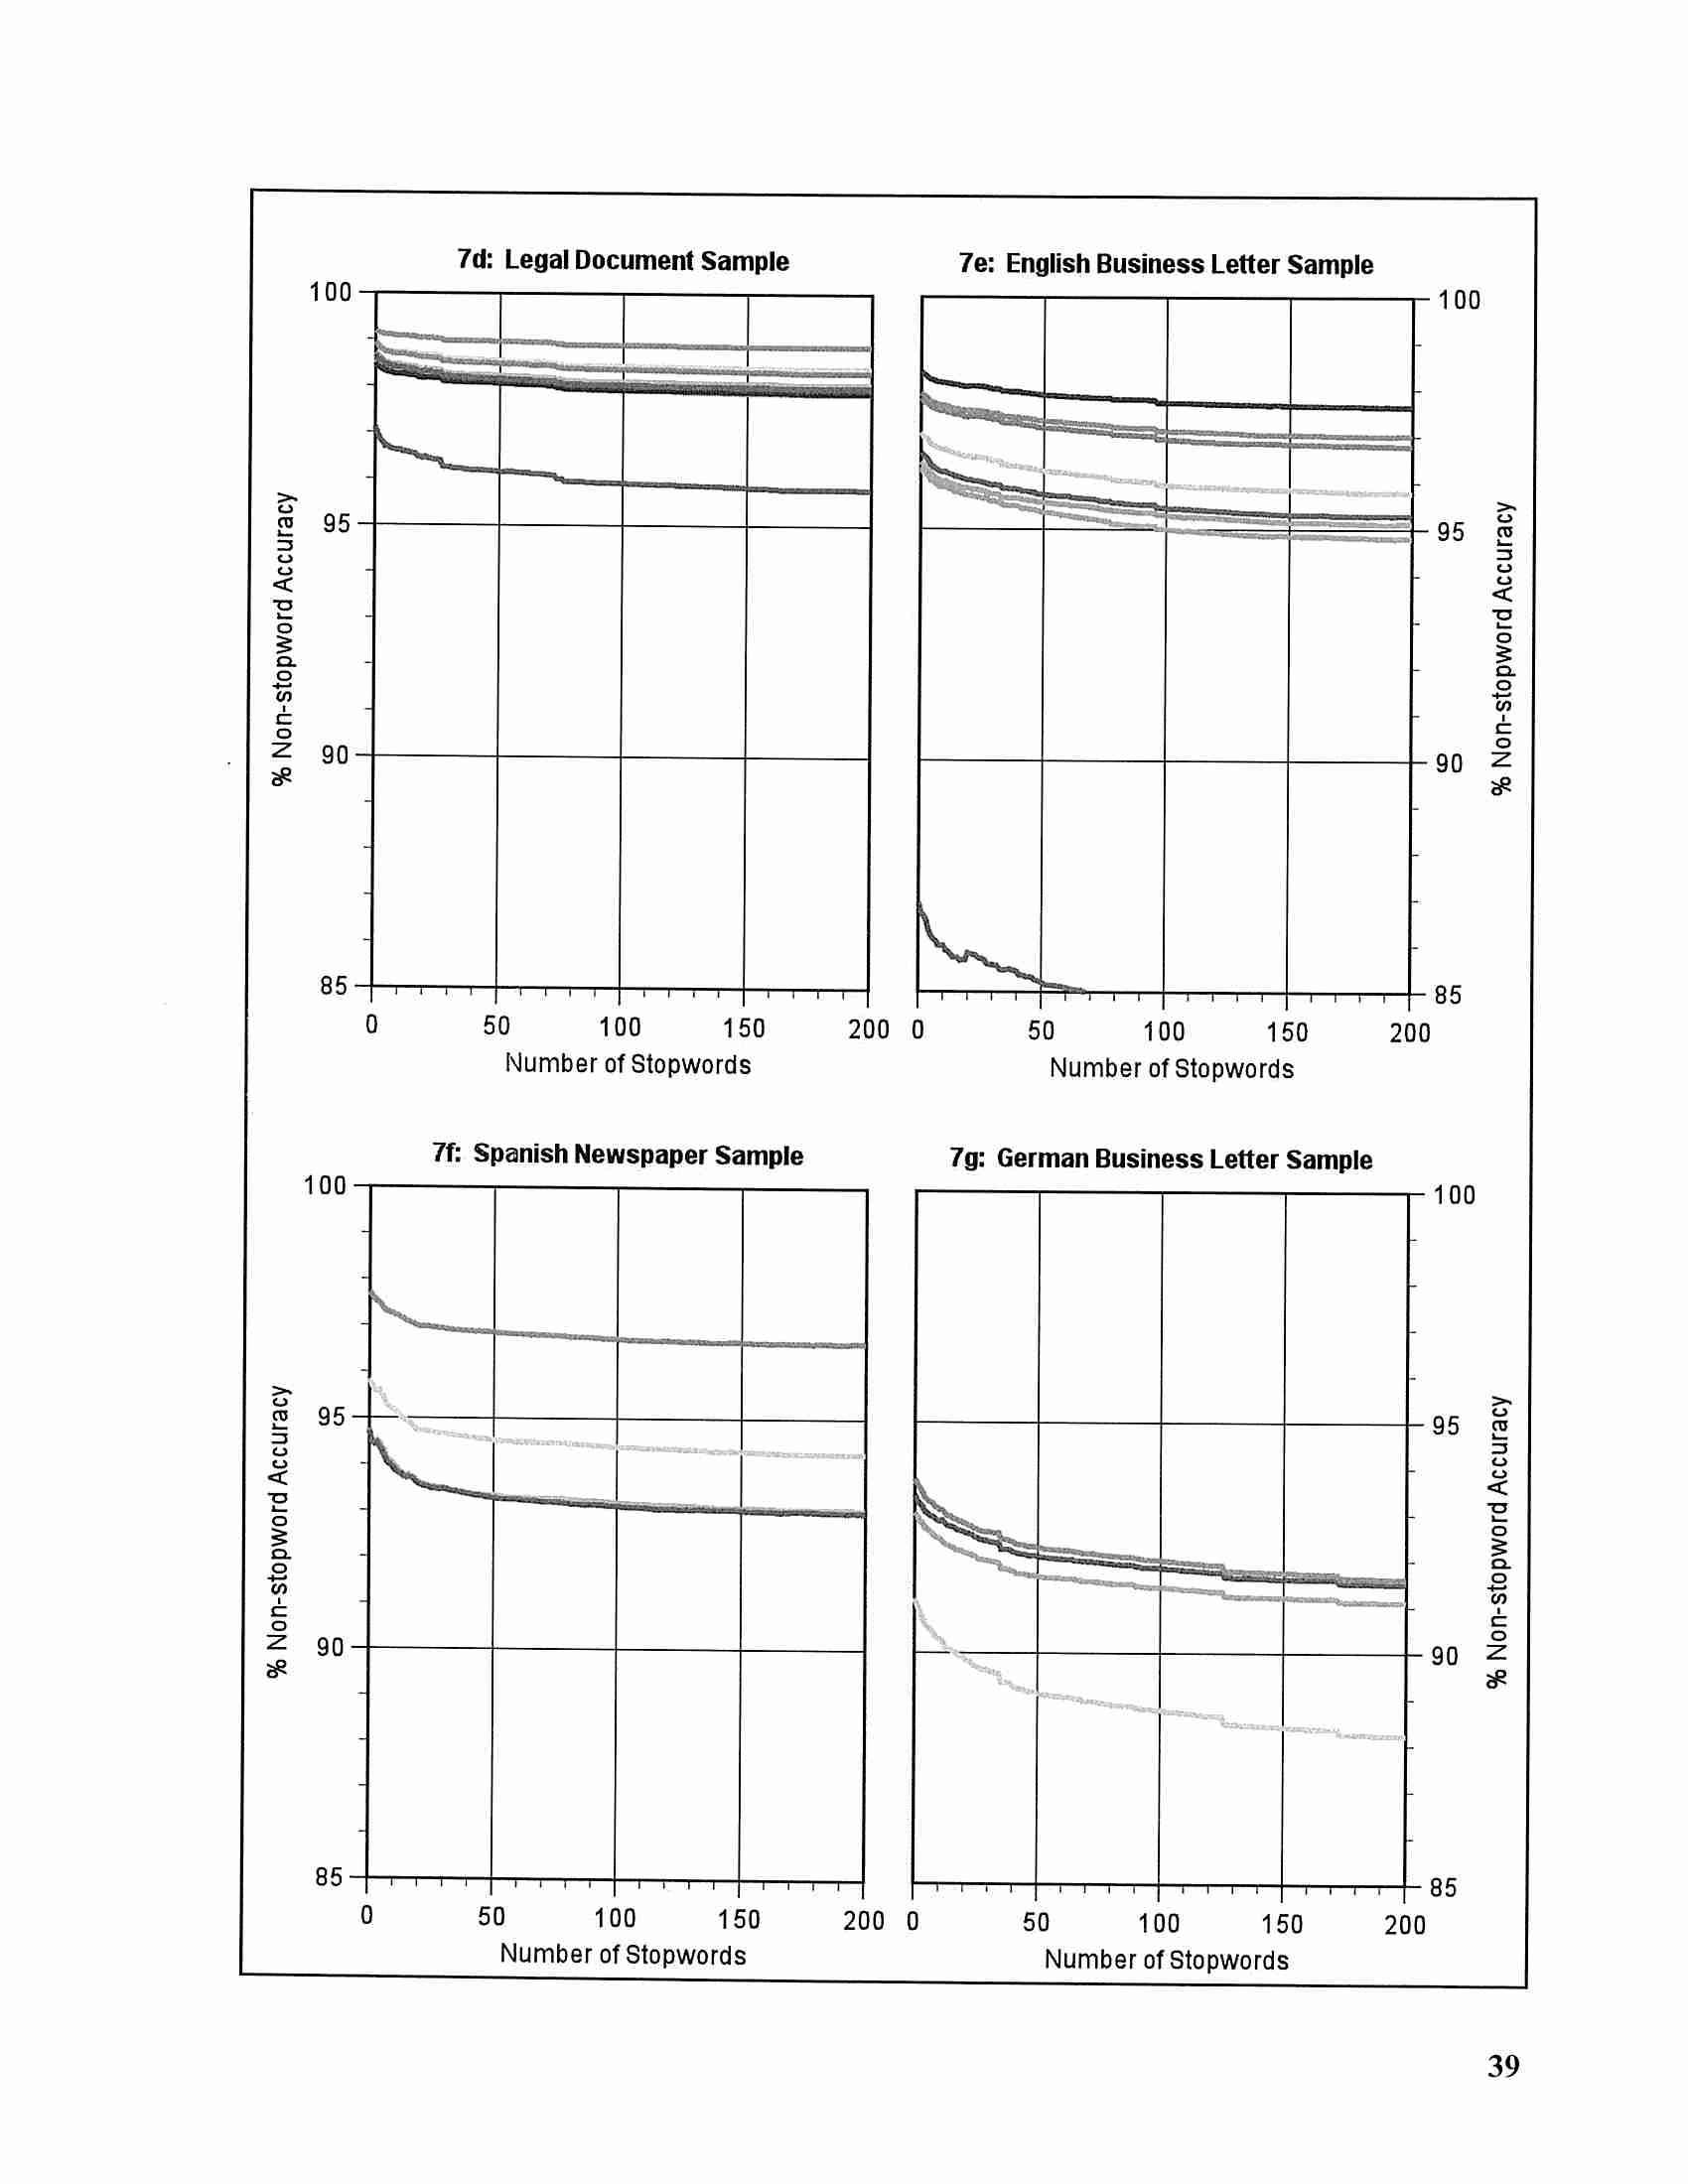 7d: Legal Document Sample
100
95
90
85
% Non-stopword Accuracy
0 50 100 150 200
Number of Stopwords
7e: English Business Letter Sample
100
95
90
85
% Non-stopword Accuracy
0 50 100 150 200
Number of Stopwords
7f: Spanish Newspaper Sample
100
95
90
85
% Non-stopword Accuracy
0 50 100 150 200
Number of Stopwords
7g: German Business Letter Sample
100
95
90
85
% Non-stopword Accuracy
0 50 100 150 200
Number of Stopwords
39